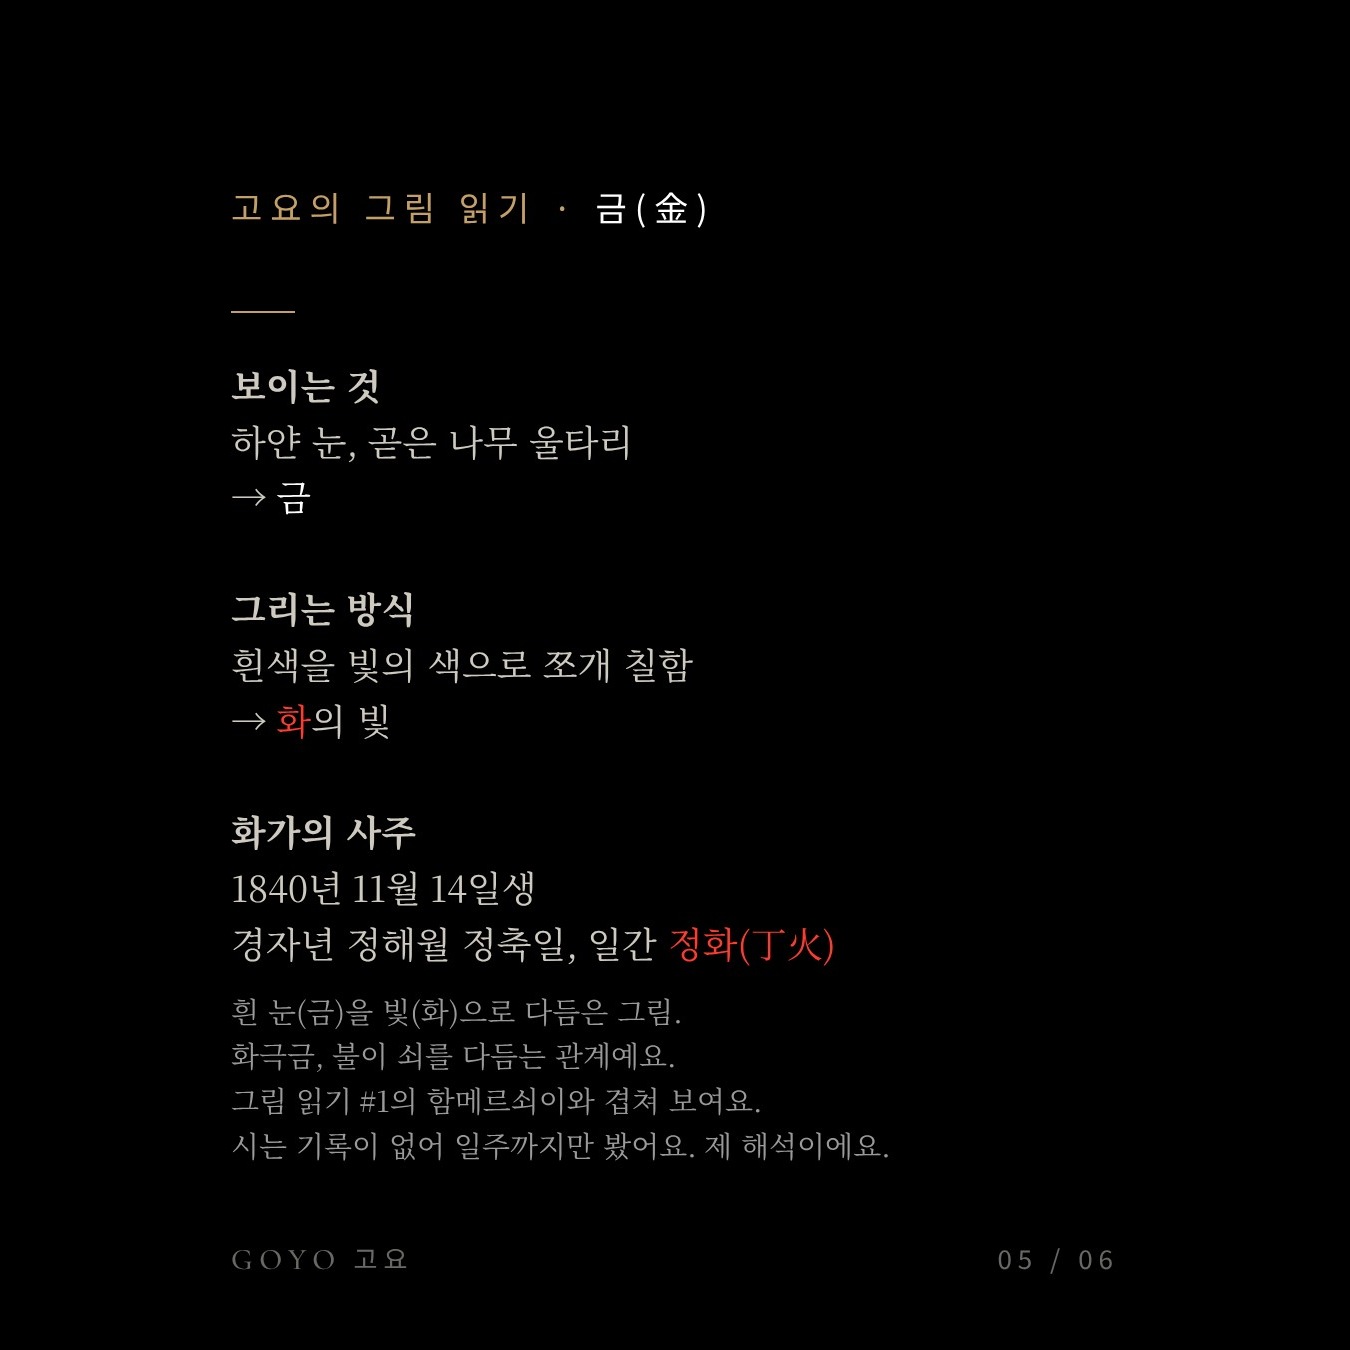 고요의 그림 읽기 · 금(金)
보이는 것
하얀 눈, 곧은 나무 울타리
→ 금
그리는 방식
흰색을 빛의 색으로 쪼개 칠함
→ 화의 빛
화가의 사주
1840년 11월 14일생
경자년 정해월 정축일, 일간 정화(丁火)
흰 눈(금)을 빛(화)으로 다듬은 그림.
화극금, 불이 쇠를 다듬는 관계예요.
그림 읽기 #1의 함메르쇠이와 겹쳐 보여요.
시는 기록이 없어 일주까지만 봤어요. 제 해석이에요.
GOYO 고요
05 / 06